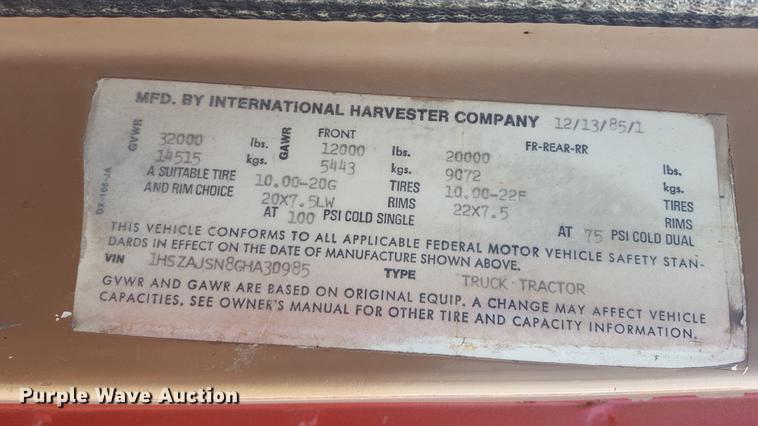 MFD. BY INTERNATIONAL HARVESTER COMPANY 12/13/85/1
GVWR 32000 lbs. GAWR FRONT 12000 lbs. 20000 FR-REAR-RR lbs.
14515 kgs. 5443 kgs. 9072 kgs.
A SUITABLE TIRE 10.00-20G TIRES 10.00-22F TIRES
AND RIM CHOICE 20X7.5LW RIMS 22X7.5 RIMS
AT 100 PSI COLD SINGLE AT 75 PSI COLD DUAL
THIS VEHICLE CONFORMS TO ALL APPLICABLE FEDERAL MOTOR VEHICLE SAFETY STAN-
DARDS IN EFFECT ON THE DATE OF MANUFACTURE SHOWN ABOVE.
VIN 1HSZAJSN8GHA30985 TYPE TRUCK TRACTOR
GVWR AND GAWR ARE BASED ON ORIGINAL EQUIP. A CHANGE MAY AFFECT VEHICLE
CAPACITIES. SEE OWNER'S MANUAL FOR OTHER TIRE AND CAPACITY INFORMATION.
Purple Wave Auction